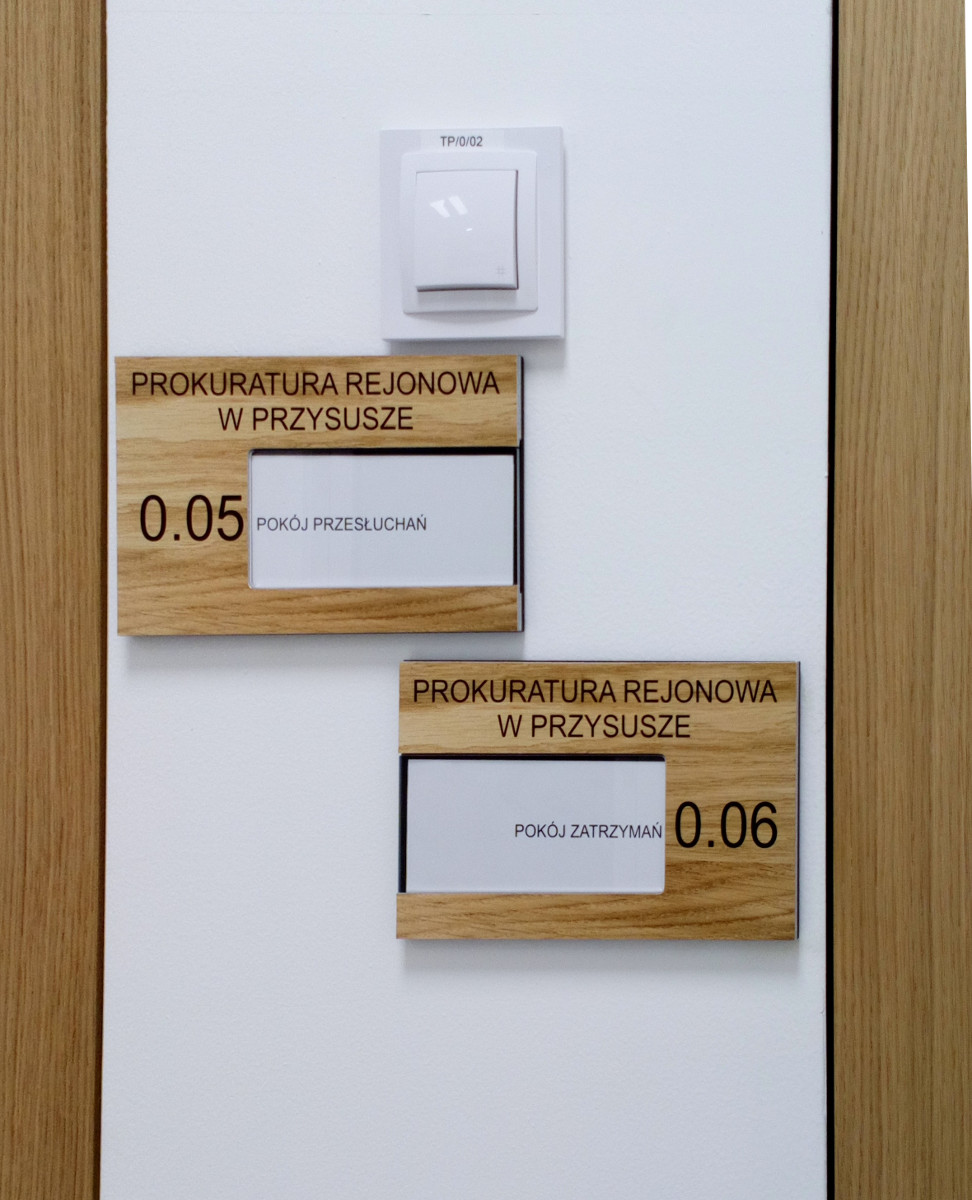 TP/0/02
PROKURATURA REJONOWA
W PRZYSUSZE
0.05
POKÓJ PRZESŁUCHAŃ
PROKURATURA REJONOWA
W PRZYSUSZE
POKÓJ ZATRZYMAŃ
0.06